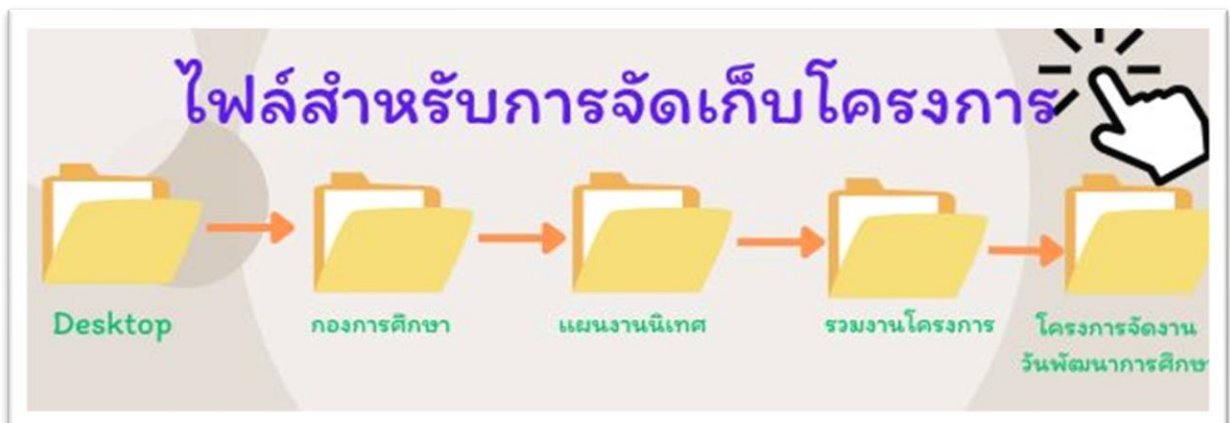 ไฟล์สำหรับการจัดเก็บโครงการ
Desktop
กองการศึกษา
แผนงานนิเทศ
รวมงานโครงการ
โครงการจัดงาน
วันพัฒนาการศึกษ